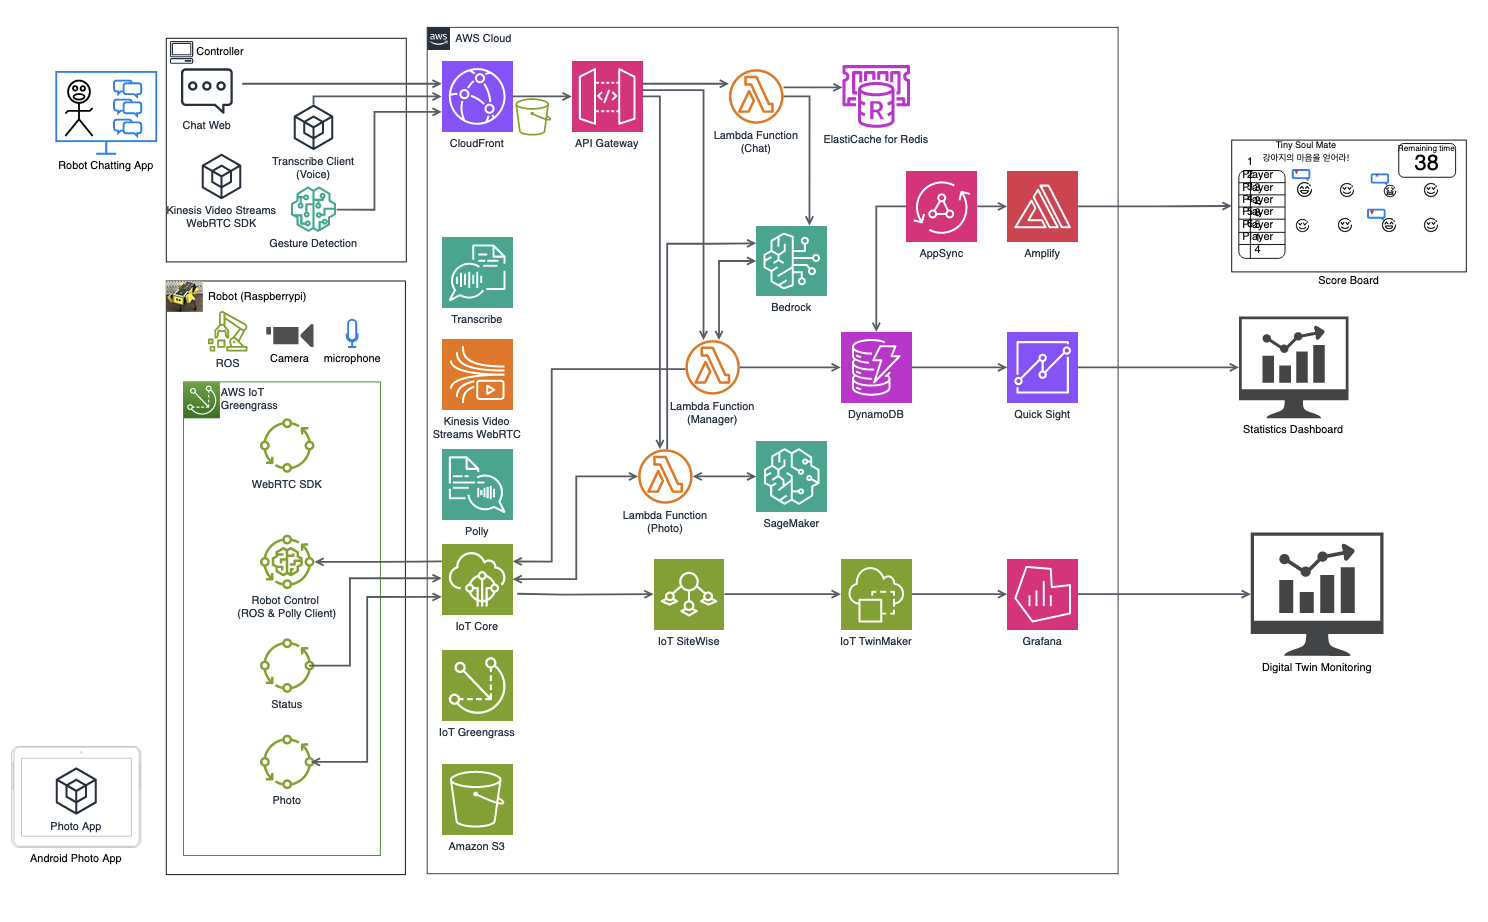 Robot Chatting App
Controller
Chat Web
Transcribe Client
(Voice)
Kinesis Video Streams
WebRTC SDK
Gesture Detection
Robot (Raspberrypi)
ROS
Camera
microphone
AWS IoT
Greengrass
WebRTC SDK
Robot Control
(ROS & Polly Client)
Status
Photo
Photo App
Android Photo App
aws
AWS Cloud
CloudFront
API Gateway
Lambda Function
(Chat)
R
ElastiCache for Redis
Transcribe
Kinesis Video
Streams WebRTC
Polly
IoT Core
IoT Greengrass
Amazon S3
Bedrock
Lambda Function
(Manager)
Lambda Function
(Photo)
SageMaker
AppSync
Amplify
DynamoDB
Quick Sight
IoT SiteWise
IoT TwinMaker
Grafana
Tiny Soul Mate
강아지의 마음을 얻어라!
Remaining time
38
1
Player
Player
Player
Player
Player
Player
4
Score Board
Statistics Dashboard
Digital Twin Monitoring